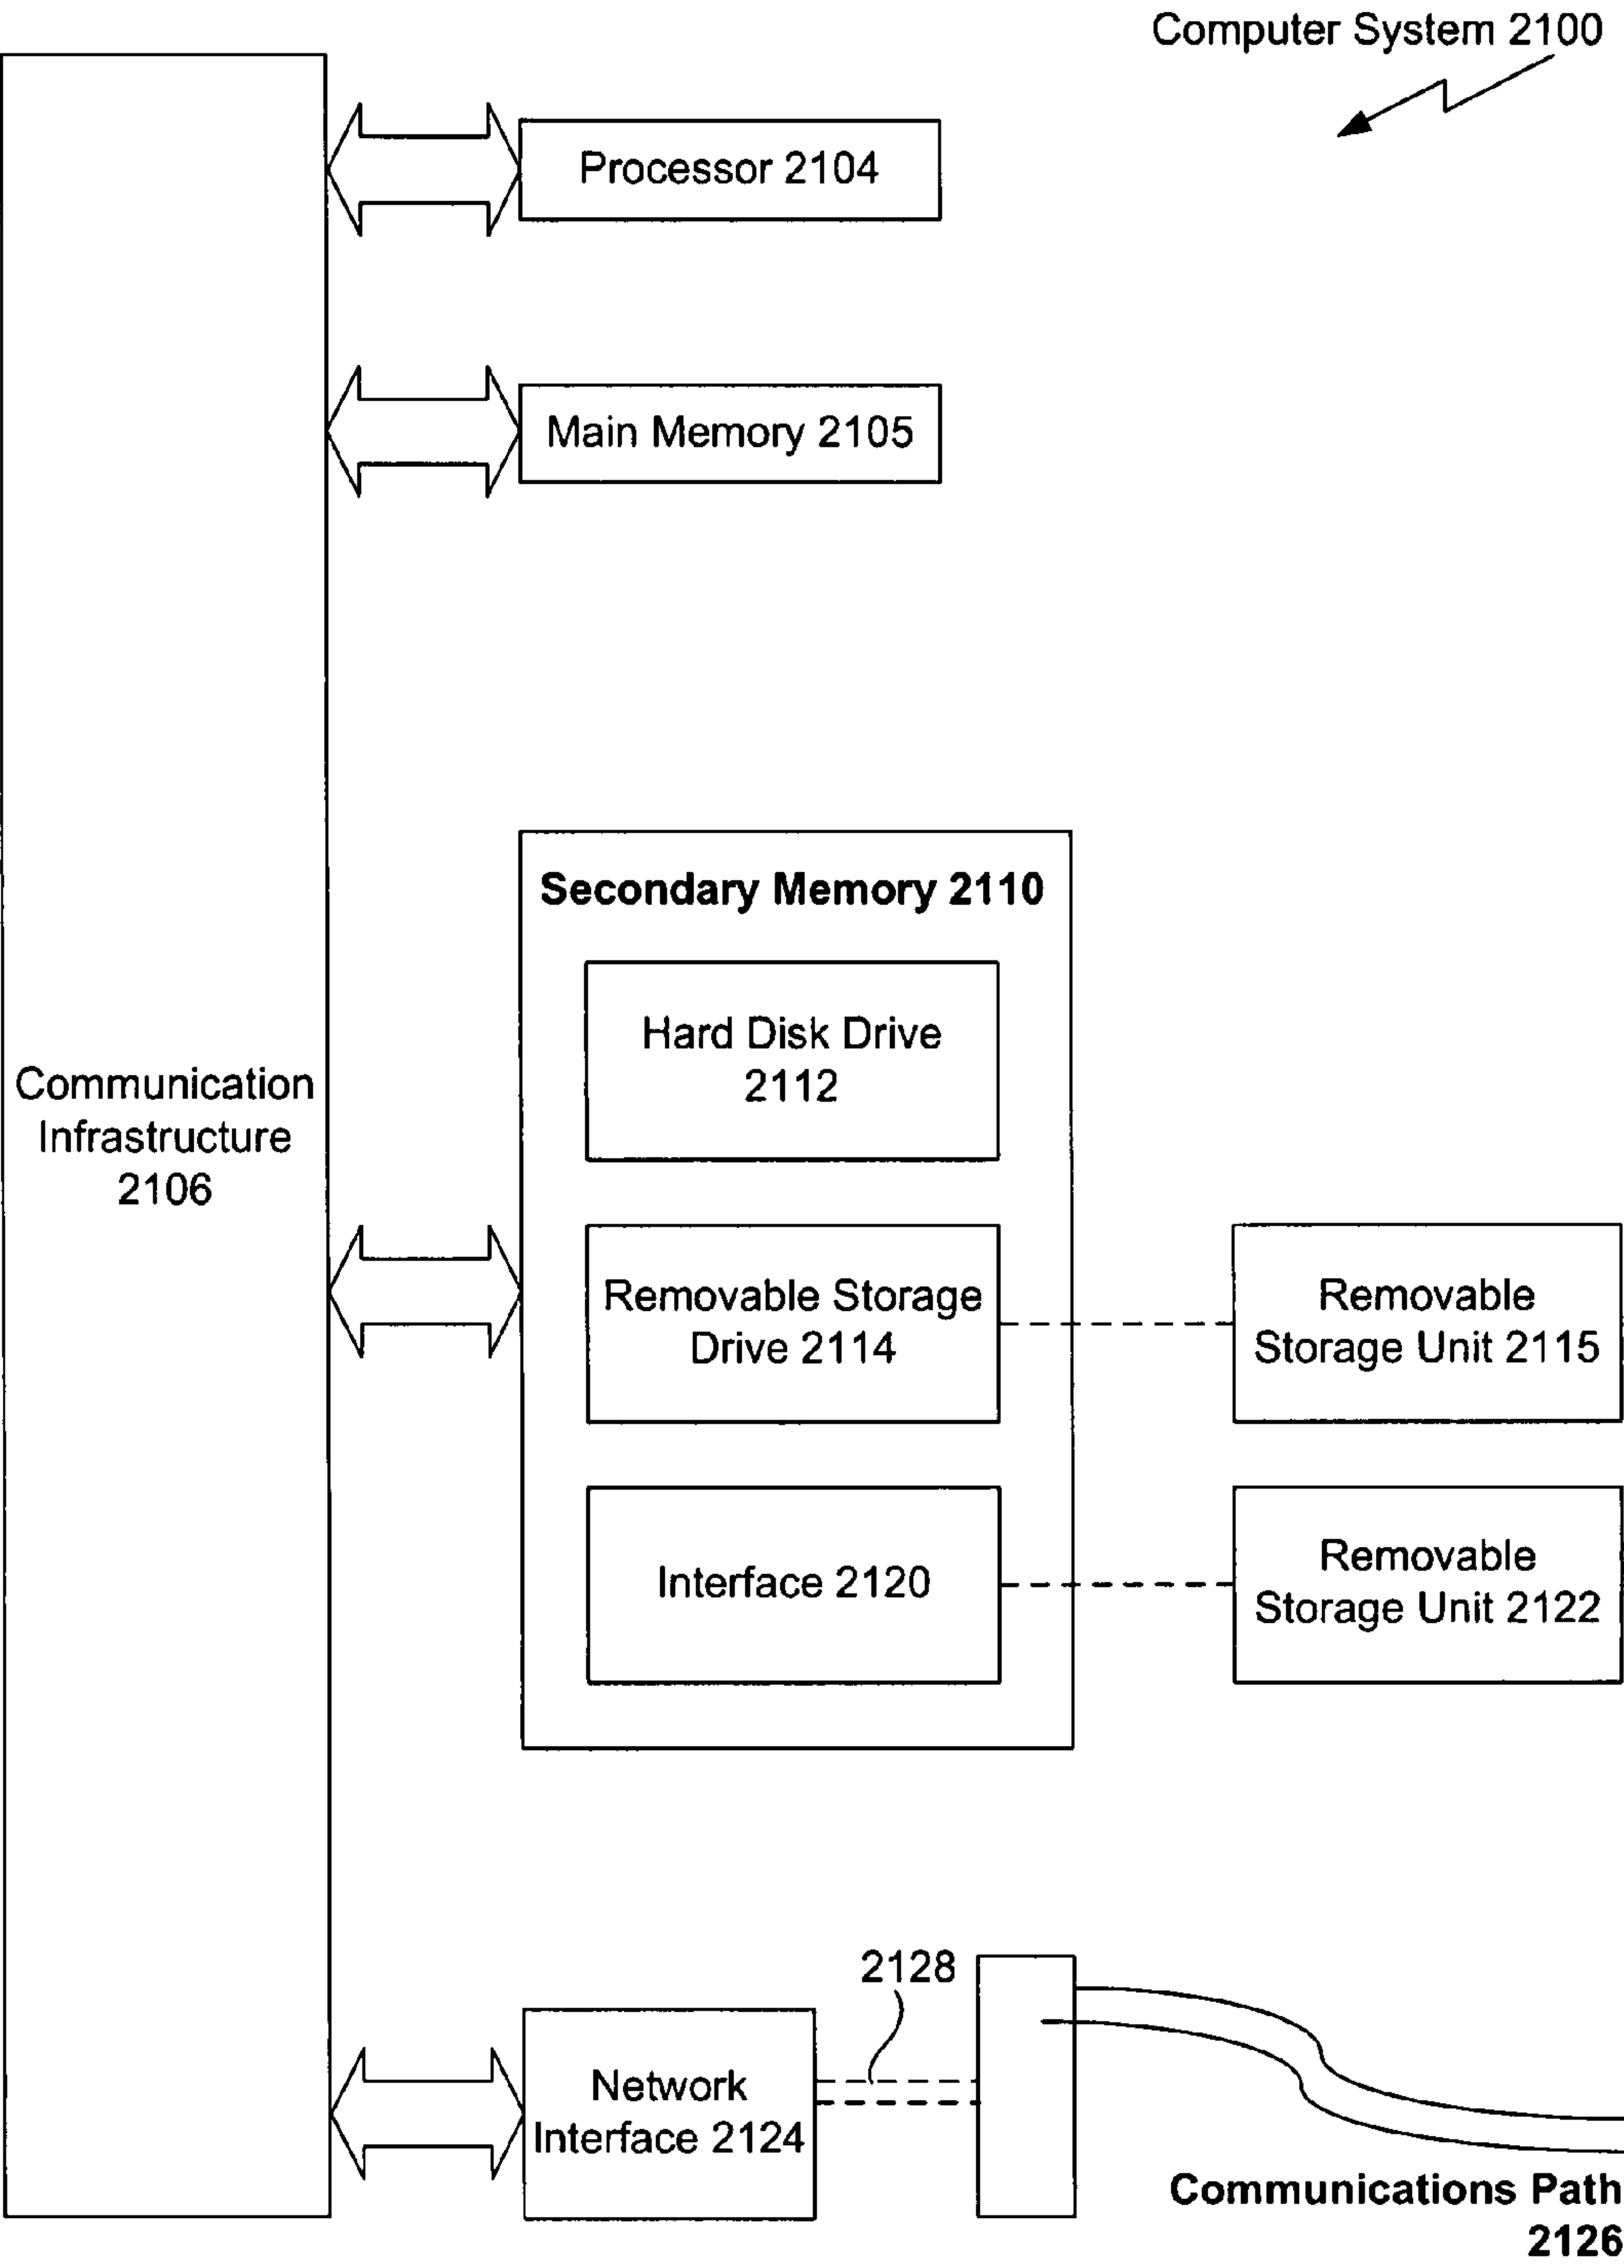 Computer System 2100
Processor 2104
Main Memory 2105
Secondary Memory 2110
Hard Disk Drive
2112
Communication
Infrastructure
2106
Removable Storage
Drive 2114
Removable
Storage Unit 2115
Interface 2120
Removable
Storage Unit 2122
2128
Network
Interface 2124
Communications Path
2126